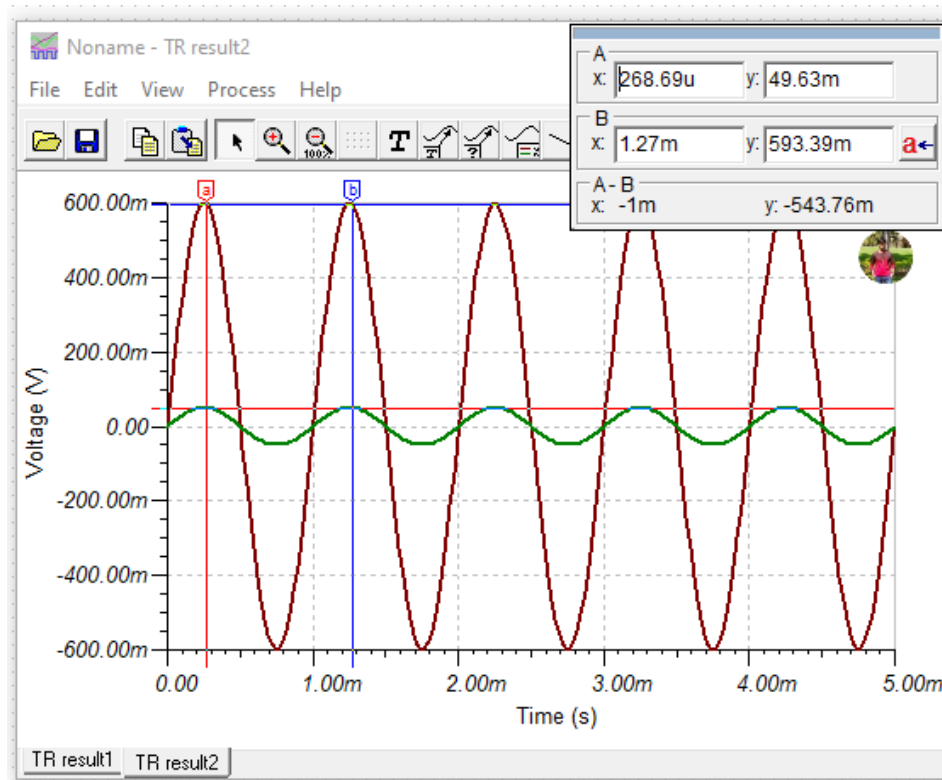 Noname - TR result2
File Edit View Process Help
A
x: 268.69u y: 49.63m
B
x: 1.27m y: 593.39m a
A - B
x: -1m y: -543.76m
100%
T
T
?
a
b
600.00m
400.00m
200.00m
0.00
-200.00m
-400.00m
-600.00m
Voltage (V)
0.00 1.00m 2.00m 3.00m 4.00m 5.00m
Time (s)
TR result1 TR result2